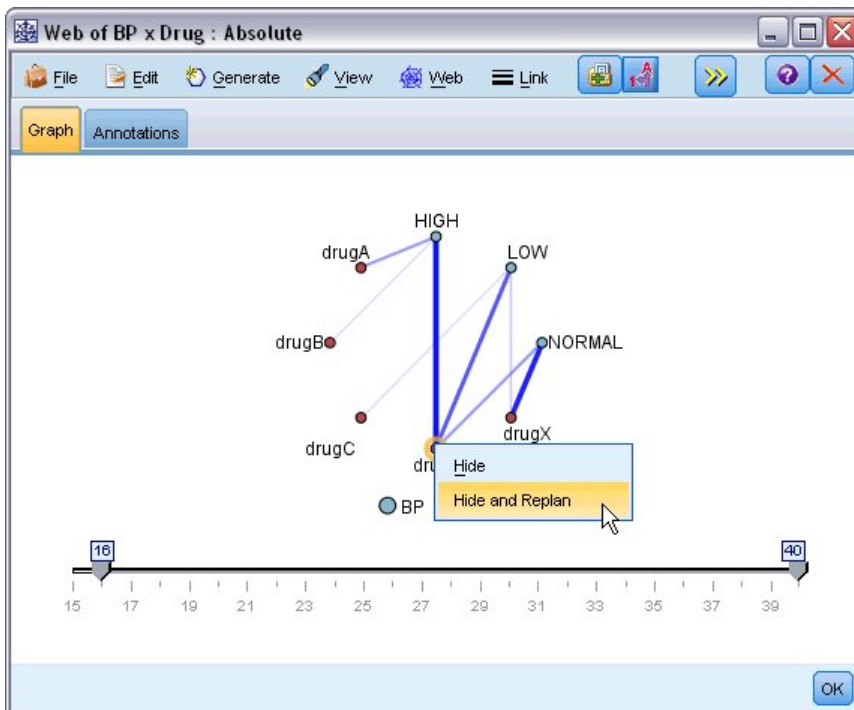 Web of BP x Drug : Absolute
File Edit Generate View Web Link
Graph Annotations
HIGH
drugA LOW
drugB NORMAL
drugC drugX
Hide
BP Hide and Replan
16 40
15 17 19 21 23 25 27 29 31 33 35 37 39
OK